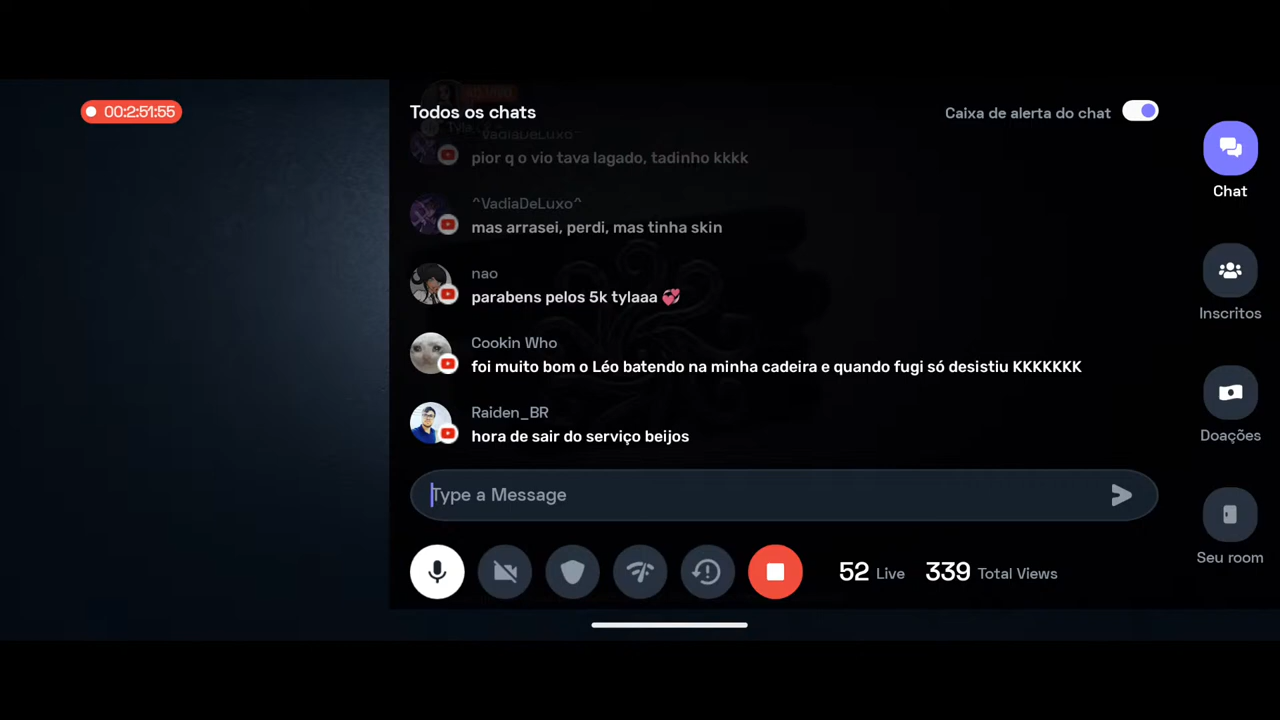 00:2:51:55
Todos os chats
Caixa de alerta do chat
^VadiaDeLuxo^
pior q o vio tava lagado, tadinho kkkk
^VadiaDeLuxo^
mas arrasei, perdi, mas tinha skin
nao
parabens pelos 5k tylaaa 💞
Cookin Who
foi muito bom o Léo batendo na minha cadeira e quando fugi só desistiu KKKKKKK
Raiden_BR
hora de sair do serviço beijos
Type a Message
52 Live
339 Total Views
Chat
Inscritos
Doações
Seu room